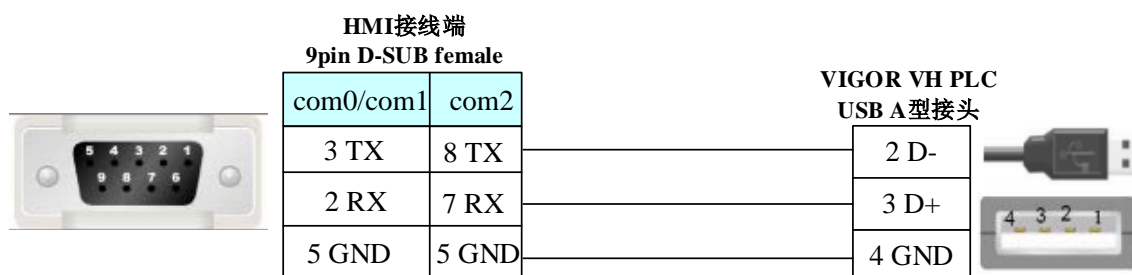 HMI接线端
9pin D-SUB female
com0/com1 com2
3 TX 8 TX
2 RX 7 RX
5 GND 5 GND
VIGOR VH PLC
USB A型接头
2 D-
3 D+
4 GND
5 4 3 2 1
9 8 7 6
4 3 2 1